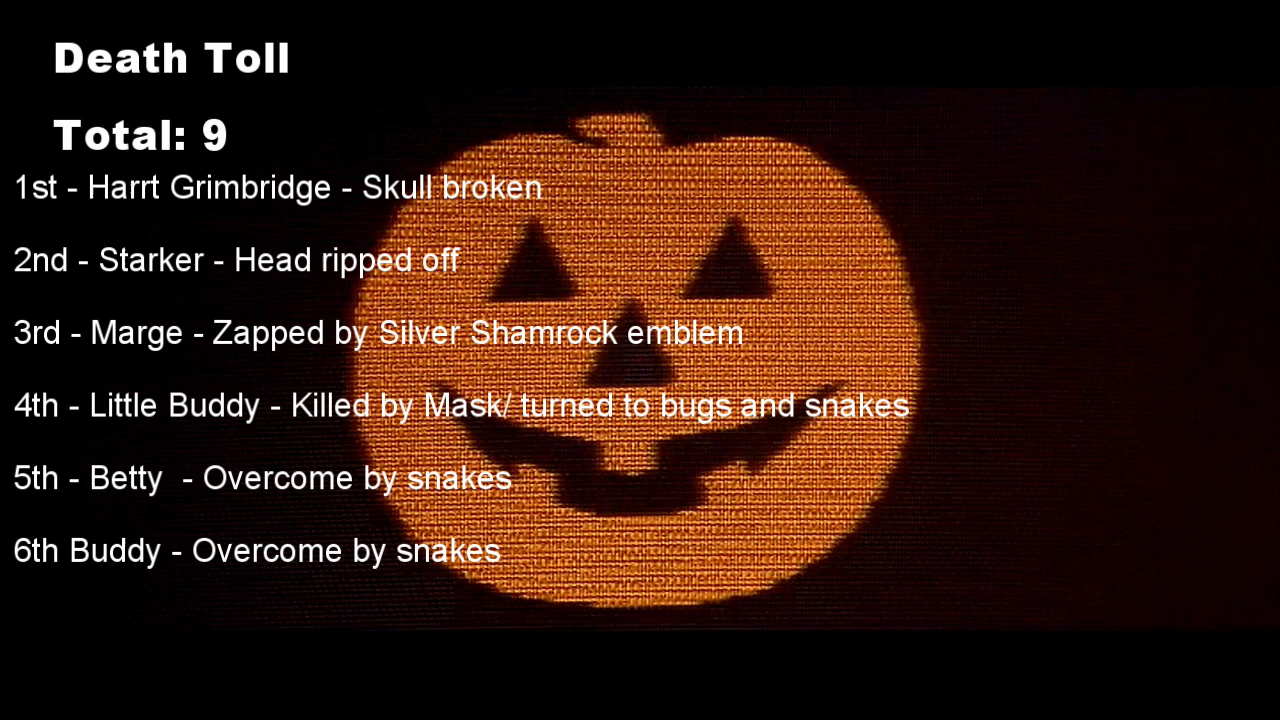 Death Toll
Total: 9
1st - Harrt Grimbridge - Skull broken
2nd - Starker - Head ripped off
3rd - Marge - Zapped by Silver Shamrock emblem
4th - Little Buddy - Killed by Mask/ turned to bugs and snakes
5th - Betty  - Overcome by snakes
6th Buddy - Overcome by snakes